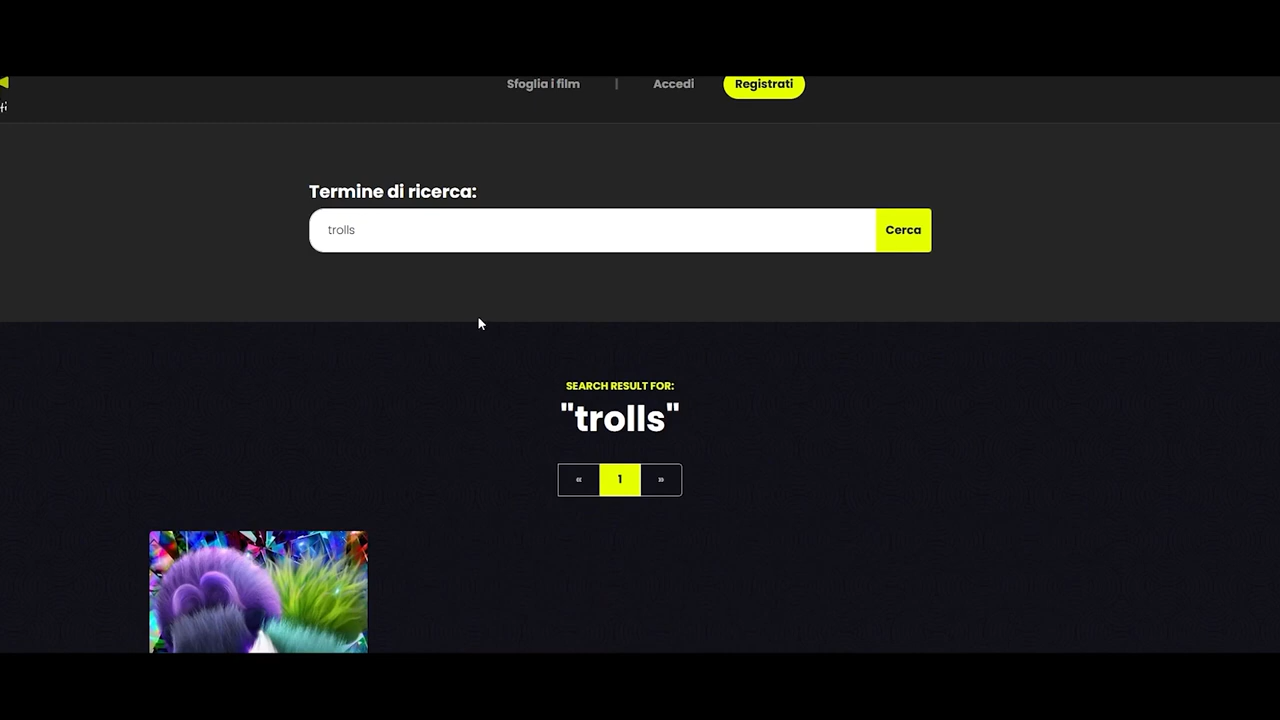 Sfoglia i film | Accedi Registrati
Termine di ricerca:
trolls Cerca
SEARCH RESULT FOR:
"trolls"
« 1 »